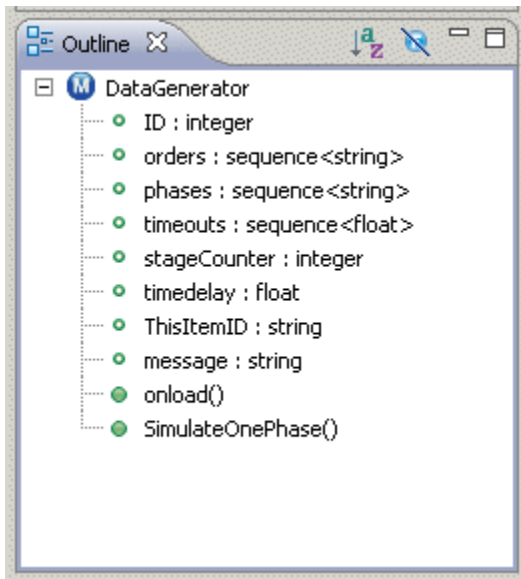 Outline
a
z
M DataGenerator
ID : integer
orders : sequence<string>
phases : sequence<string>
timeouts : sequence<float>
stageCounter : integer
timedelay : float
ThisItemID : string
message : string
onload()
SimulateOnePhase()